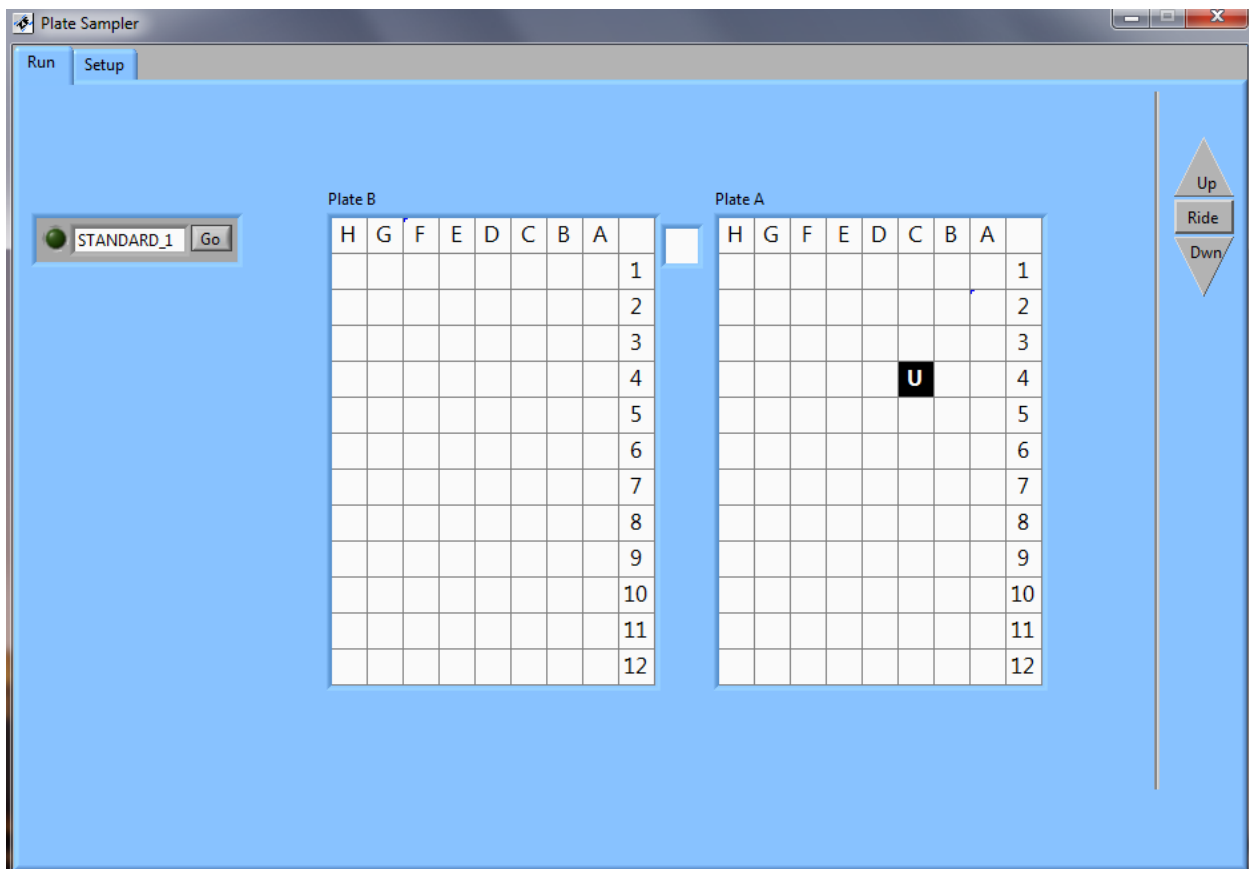 Plate Sampler
Run Setup
Up
Ride
Dwn
STANDARD_1 Go
Plate B
H G F E D C B A
1
2
3
4
5
6
7
8
9
10
11
12
Plate A
H G F E D C B A
1
2
3
U 4
5
6
7
8
9
10
11
12